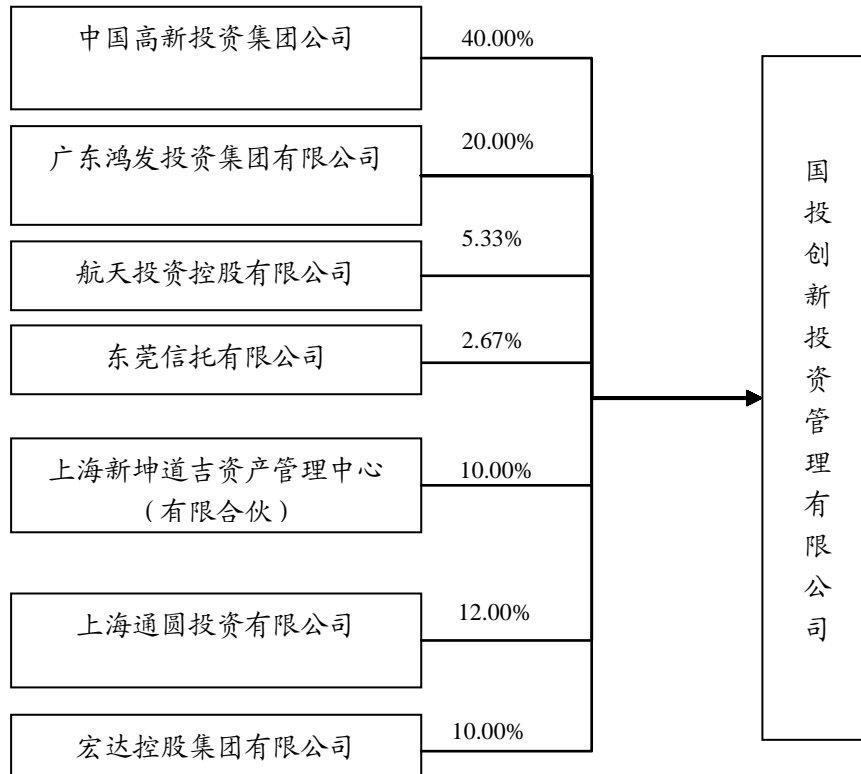 中国高新投资集团公司
40.00%
广东鸿发投资集团有限公司
20.00%
航天投资控股有限公司
5.33%
东莞信托有限公司
2.67%
上海新坤道吉资产管理中心
（有限合伙）
10.00%
上海通圆投资有限公司
12.00%
宏达控股集团有限公司
10.00%
国投创新投资管理有限公司